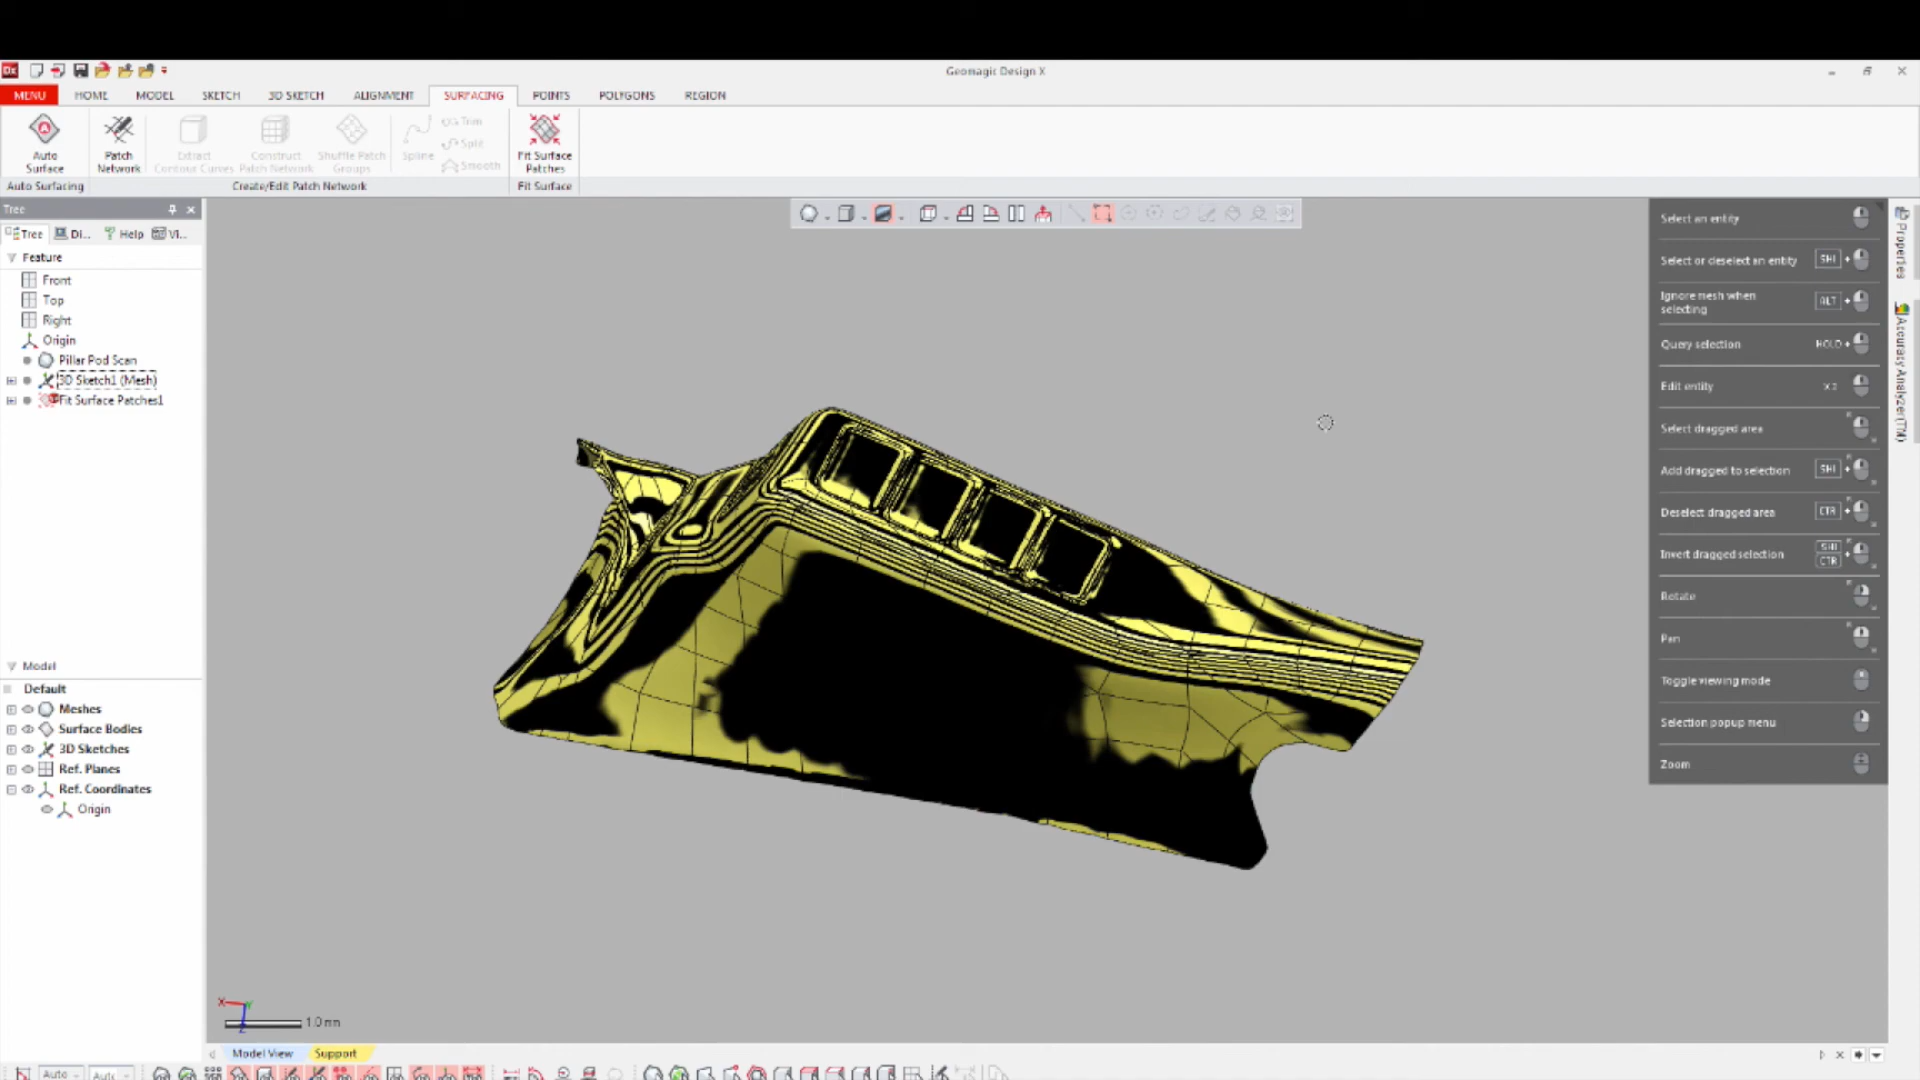 Dx
Geomagic Design X
MENU HOME MODEL SKETCH 3D SKETCH ALIGNMENT SURFACING POINTS POLYGONS REGION
Auto Surface
Patch Network
Extract Contour Curves
Construct Patch Network
Shuffle Patch Groups
Spline
Trim
Split
Smooth
Fit Surface Patches
Auto Surfacing
Create/Edit Patch Network
Fit Surface
Tree
Tree Di... Help Vi...
Feature
Front
Top
Right
Origin
Pillar Pod Scan
3D Sketch1 (Mesh)
Fit Surface Patches1
Model
Default
Meshes
Surface Bodies
3D Sketches
Ref. Planes
Ref. Coordinates
Origin
Select an entity
Select or deselect an entity SHI +
Ignore mesh when selecting ALT +
Query selection HOLD +
Edit entity X2
Select dragged area
Add dragged to selection SHI +
Deselect dragged area CTR +
Invert dragged selection SHI CTR +
Rotate
Pan
Toggle viewing mode
Selection popup menu
Zoom
Properties
Accuracy Analyzer(TM)
X
Y
Z
1.0 mm
Model View
Support
Auto
Auto